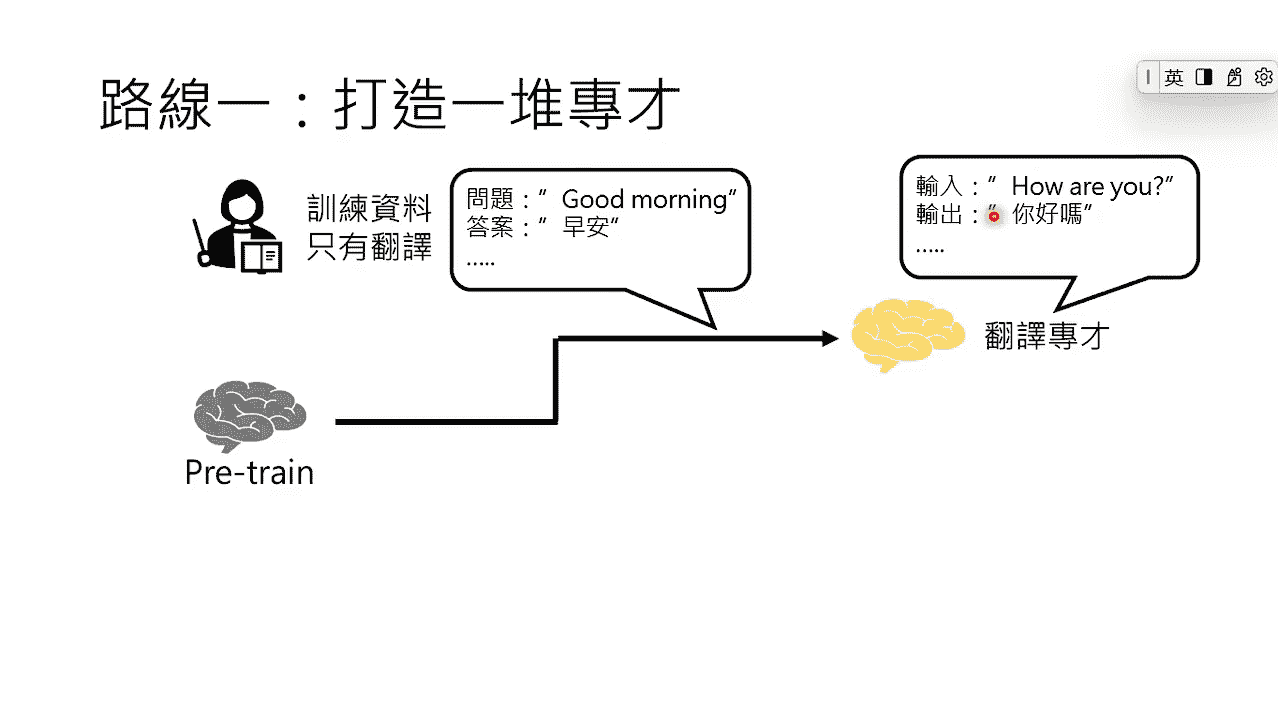 路線一：打造一堆專才
英
訓練資料
只有翻譯
問題：”Good morning”
答案：”早安”
…..
輸入：”How are you?”
輸出：”你好嗎”
…..
翻譯專才
Pre-train